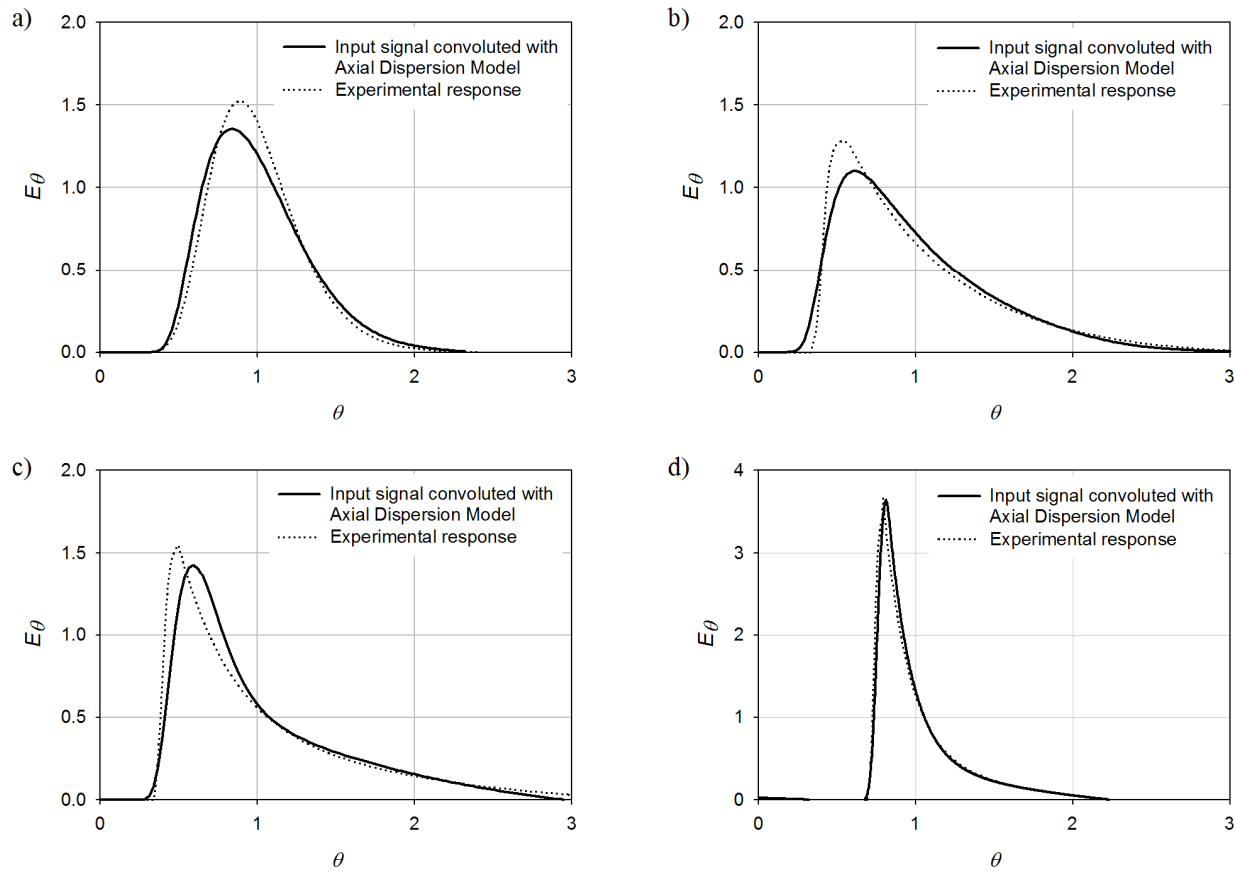 a)
2.0
1.5
1.0
0.5
0.0
0
1
2
3
Eθ
θ
Input signal convoluted with
Axial Dispersion Model
Experimental response
b)
2.0
1.5
1.0
0.5
0.0
0
1
2
3
Eθ
θ
Input signal convoluted with
Axial Dispersion Model
Experimental response
c)
2.0
1.5
1.0
0.5
0.0
0
1
2
3
Eθ
θ
Input signal convoluted with
Axial Dispersion Model
Experimental response
d)
4
3
2
1
0
0
1
2
3
Eθ
θ
Input signal convoluted with
Axial Dispersion Model
Experimental response